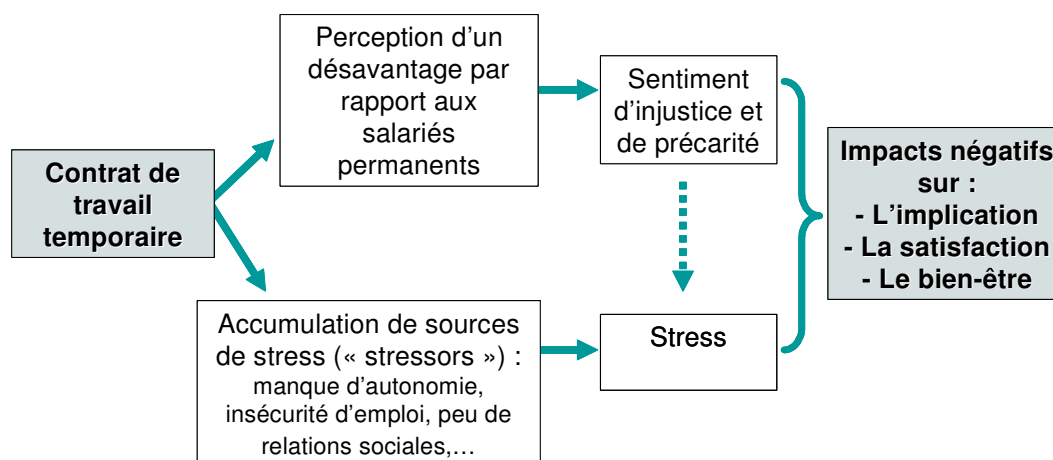 Contrat de
travail
temporaire
Perception d’un
désavantage par
rapport aux
salariés
permanents
Sentiment
d’injustice et
de précarité
Accumulation de sources
de stress (« stressors ») :
manque d’autonomie,
insécurité d’emploi, peu de
relations sociales,…
Stress
Impacts négatifs
sur :
- L’implication
- La satisfaction
- Le bien-être